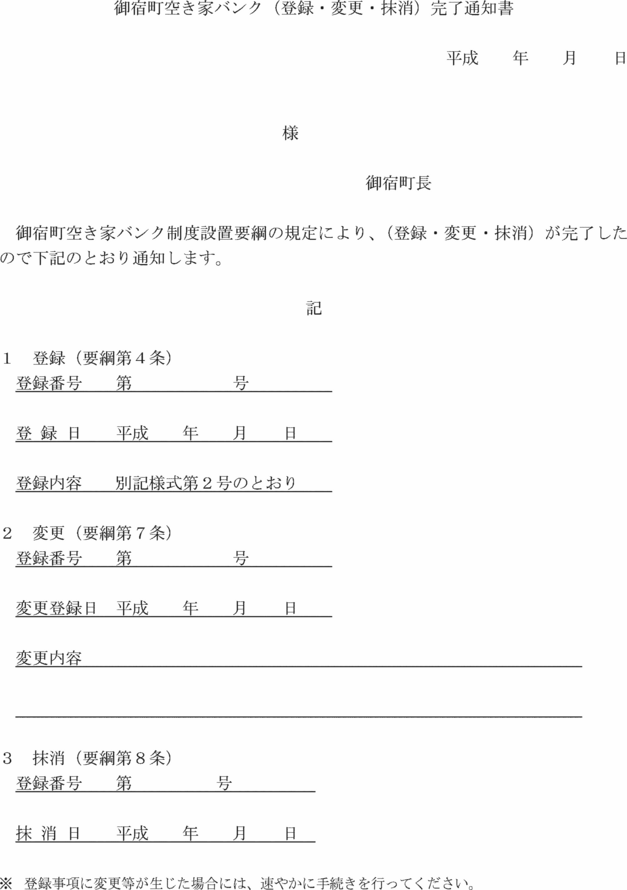 御宿町空き家バンク（登録・変更・抹消）完了通知書
平成　　年　　月　　日
様
御宿町長
御宿町空き家バンク制度設置要綱の規定により、（登録・変更・抹消）が完了した
ので下記のとおり通知します。
記
１　登録（要綱第４条）
登録番号　　第　　　　　　号
登 録 日　　平成　　年　　月　　日
登録内容　　別記様式第２号のとおり
２　変更（要綱第７条）
登録番号　　第　　　　　　号
変更登録日　平成　　年　　月　　日
変更内容
３　抹消（要綱第８条）
登録番号　　第　　　　　号
抹 消 日　　平成　　年　　月　　日
※　登録事項に変更等が生じた場合には、速やかに手続きを行ってください。